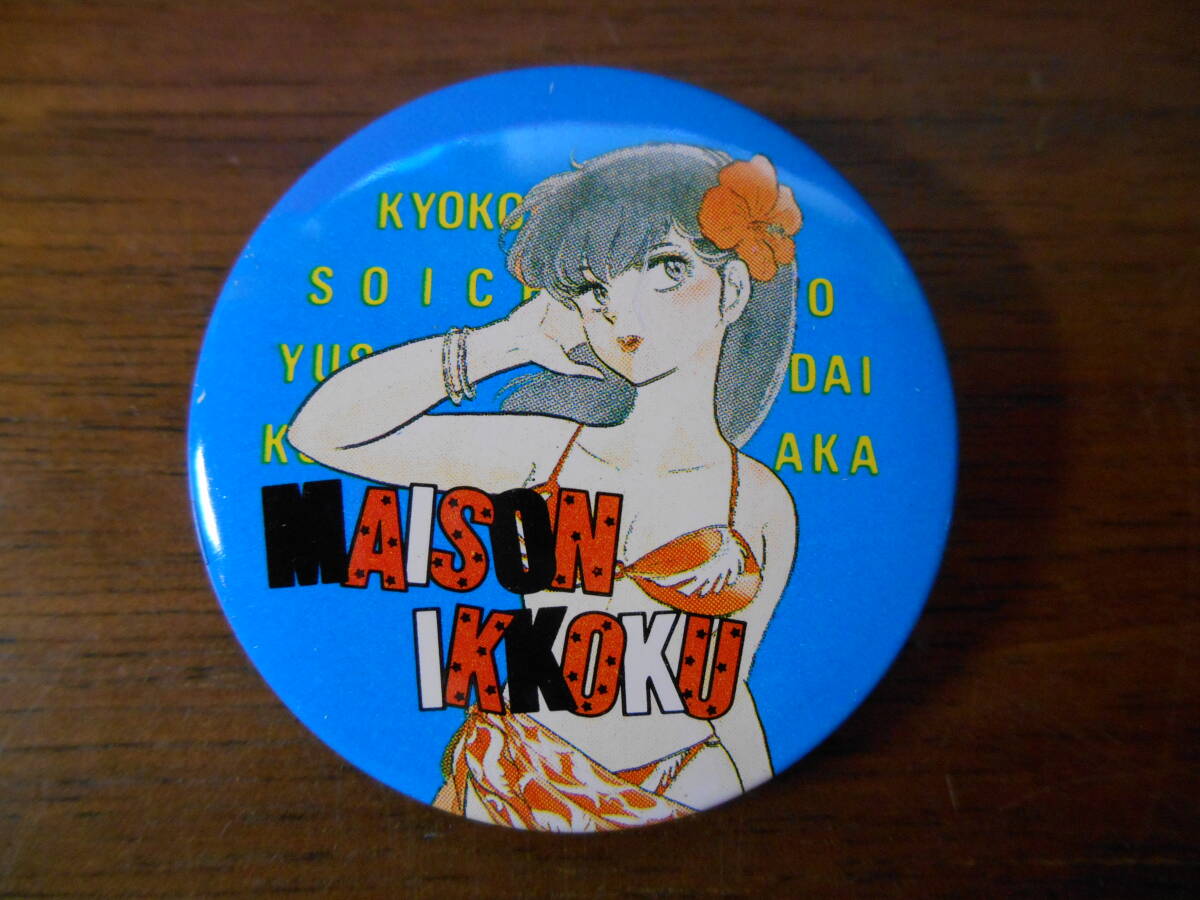 KYOKO
SOICH O
YUS DAI
K AKA
MAISON
IKKOKU